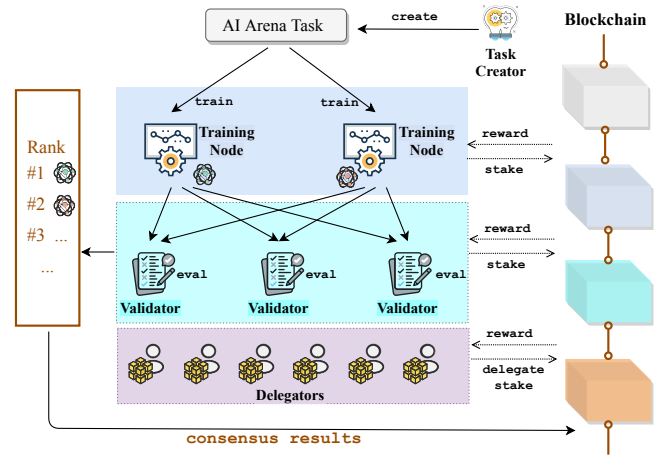 AI Arena Task
create
Task
Creator
Blockchain
train
train
Training
Node
Training
Node
reward
stake
Rank
#1
#2
#3 ...
...
eval
eval
eval
Validator
Validator
Validator
reward
stake
reward
delegate
stake
Delegators
consensus results